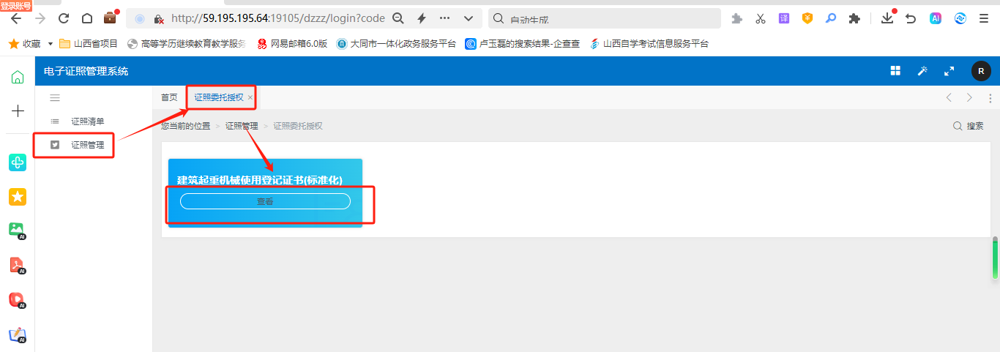 登录账号
http://59.195.195.64:19105/dzzz/login?code
自动生成
收藏
山西省项目
高等学历继续教育教学服务
网易邮箱6.0版
大同市一体化政务服务平台
卢玉磊的搜索结果-企查查
山西自学考试信息服务平台
电子证照管理系统
R
首页
证照委托授权
证照清单
证照管理
您当前的位置 > 证照管理 > 证照委托授权
搜索
建筑起重机械使用登记证书(标准化)
查看
译
AI
AI
AI
AI
AI